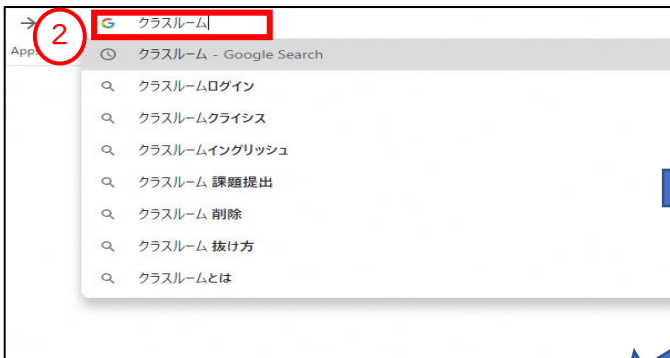 2
クラスルーム
Apps
クラスルーム - Google Search
クラスルームログイン
クラスルームクライシス
クラスルームイングリッシュ
クラスルーム 課題提出
クラスルーム 削除
クラスルーム 抜け方
クラスルームとは